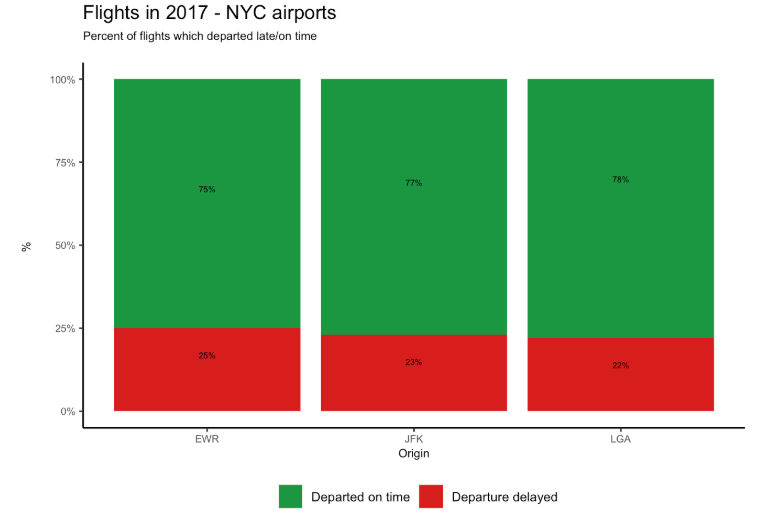 Flights in 2017 - NYC airports
Percent of flights which departed late/on time
100%
75%
50%
25%
0%
%
75%
77%
78%
25%
23%
22%
EWR
JFK
LGA
Origin
Departed on time
Departure delayed